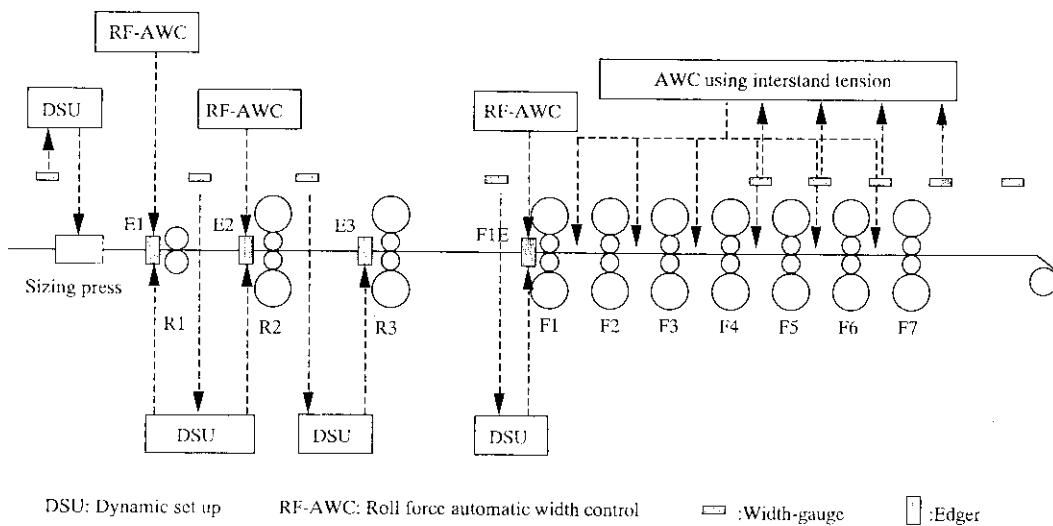 RF-AWC
AWC using interstand tension
DSU
RF-AWC
RF-AWC
E1
E2
E3
F1E
Sizing press
R1
R2
R3
F1
F2
F3
F4
F5
F6
F7
DSU
DSU
DSU
DSU: Dynamic set up
RF-AWC: Roll force automatic width control
:Width-gauge
:Edger